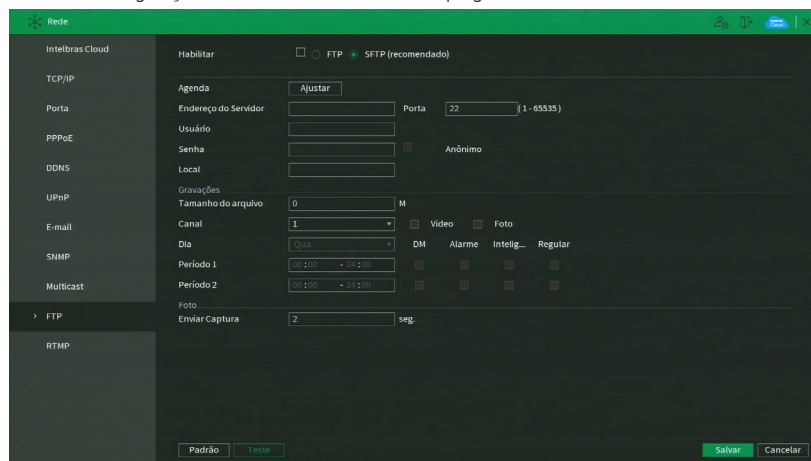 Rede
Cloud
Intelbras Cloud
TCP/IP
Porta
PPPoE
DDNS
UPnP
E-mail
SNMP
Multicast
> FTP
RTMP
Habilitar FTP SFTP (recomendado)
Agenda Ajustar
Endereço do Servidor Porta 22 (1 - 65535)
Usuário
Senha Anônimo
Local
Gravações
Tamanho do arquivo 0 M
Canal 1 Video Foto
Dia Qua DM Alarme Intelig... Regular
Período 1 00:00 - 24:00
Período 2 00:00 - 24:00
Foto
Enviar Captura 2 seg.
Padrão Teste Salvar Cancelar